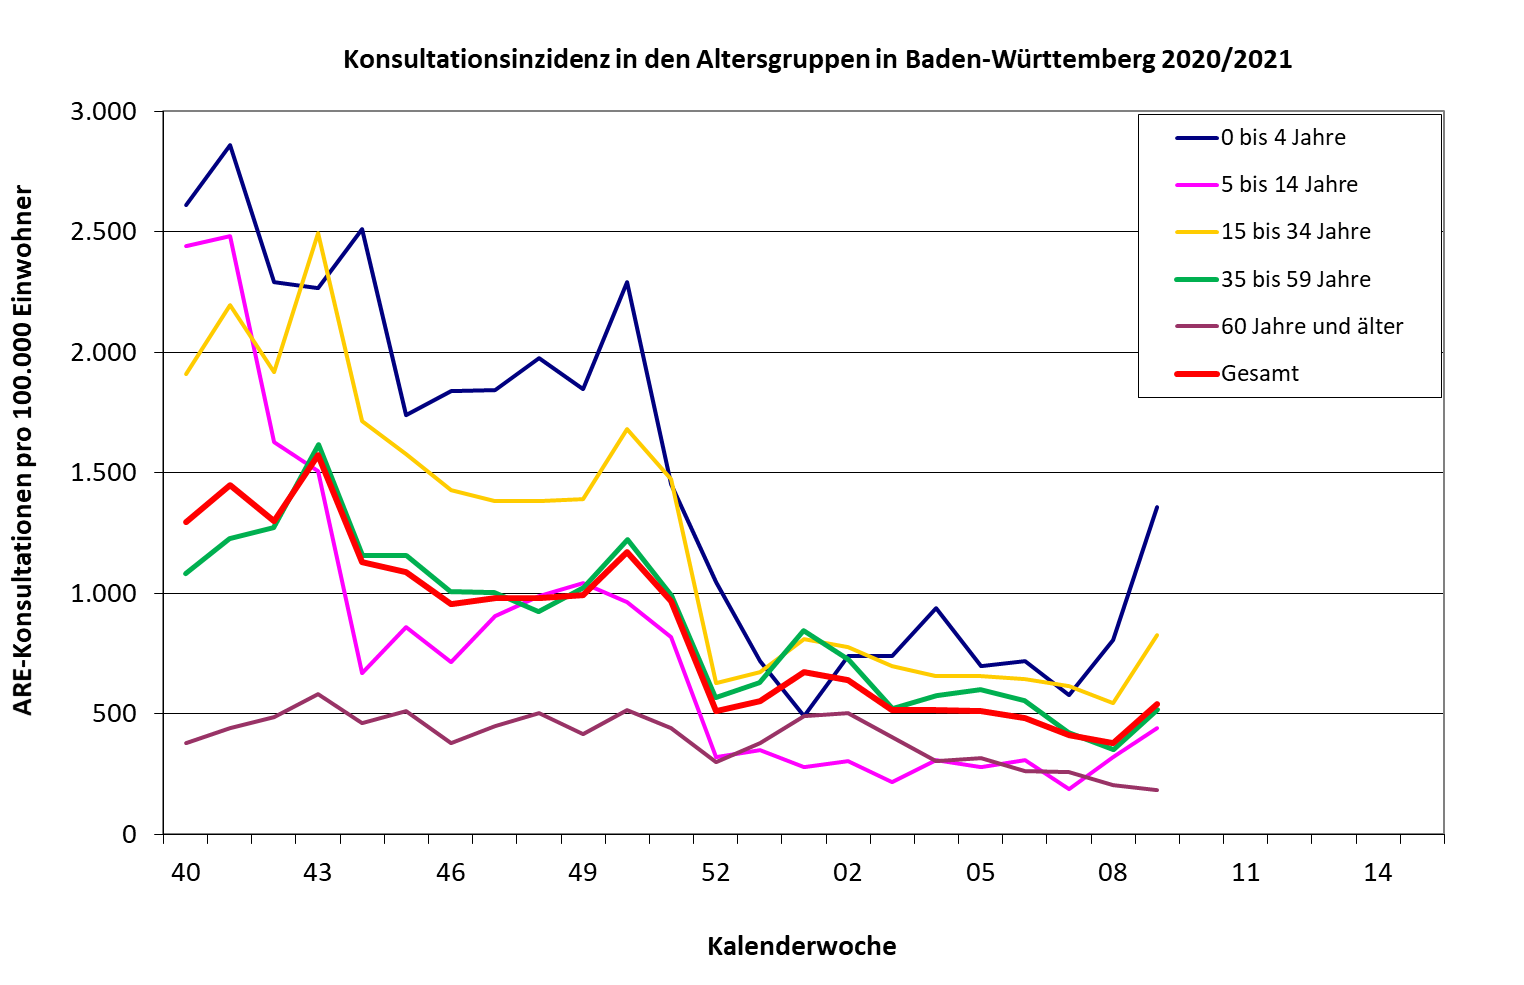 Konsultationsinzidenz in den Altersgruppen in Baden-Württemberg 2020/2021
ARE-Konsultationen pro 100.000 Einwohner
3.000
2.500
2.000
1.500
1.000
500
0
0 bis 4 Jahre
5 bis 14 Jahre
15 bis 34 Jahre
35 bis 59 Jahre
60 Jahre und älter
Gesamt
40 43 46 49 52 02 05 08 11 14
Kalenderwoche